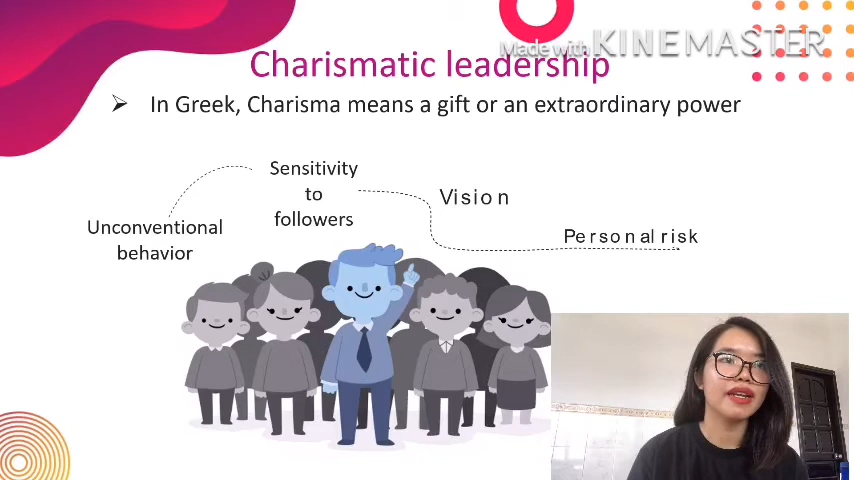 Made with KINEMASTER
Charismatic leadership
In Greek, Charisma means a gift or an extraordinary power
Sensitivity
to
followers
Vision
Unconventional
behavior
Personal risk